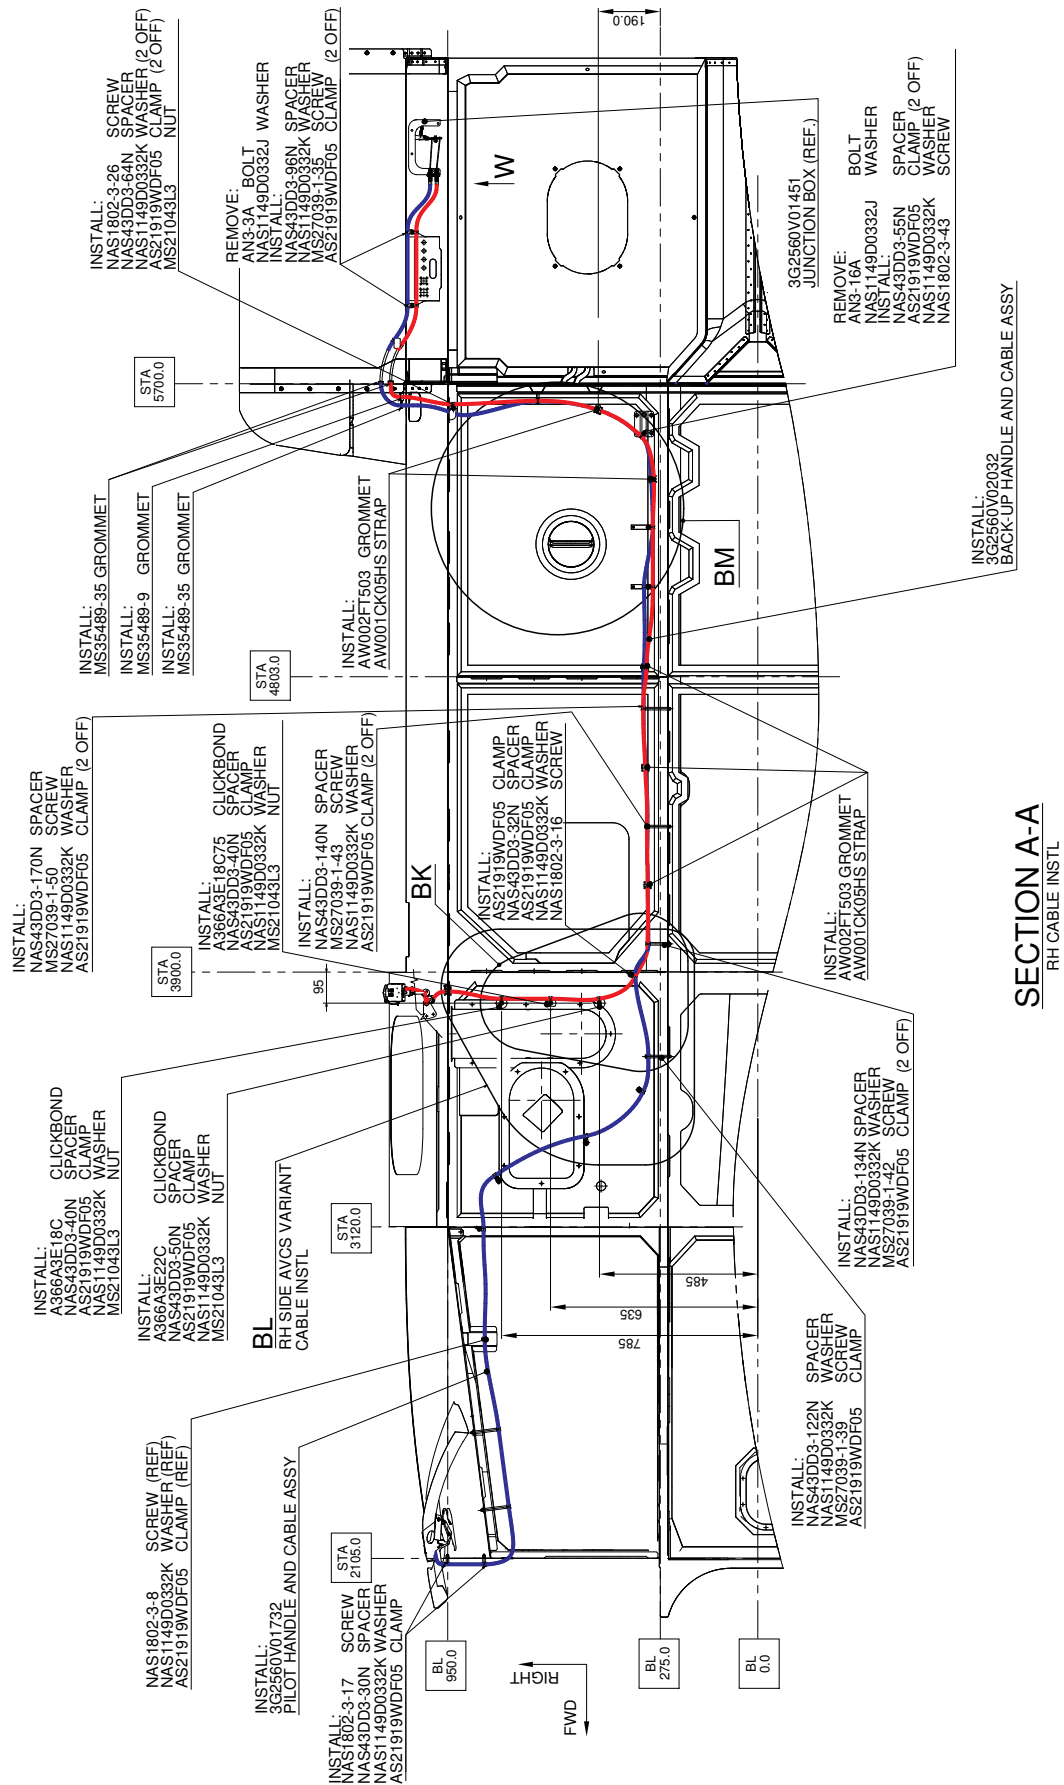 INSTALL:
NAS1802-3-26 SCREW
NAS43DD3-64N SPACER
NAS1149D0332K WASHER (2 OFF)
AS21919WDF05 CLAMP (2 OFF)
MS21043L3 NUT
REMOVE:
AN3-3A BOLT
NAS1149D0332J WASHER
INSTALL:
NAS43DD3-96N SPACER
NAS1149D0332K WASHER
MS27039-1-35 SCREW
AS21919WDF05 CLAMP (2 OFF)
190.0
W
3G2560V01451
JUNCTION BOX (REF.)
REMOVE:
AN3-16A BOLT
NAS1149D0332J WASHER
INSTALL:
NAS43DD3-55N SPACER
AS21919WDF05 CLAMP (2 OFF)
NAS1149D0332K WASHER
NAS1802-3-43 SCREW
STA
5700.0
INSTALL:
MS35489-35 GROMMET
INSTALL:
MS35489-9 GROMMET
INSTALL:
MS35489-35 GROMMET
INSTALL:
AW002FT503 GROMMET
AW001CK05HS STRAP
BM
INSTALL:
3G2560V02032
BACK-UP HANDLE AND CABLE ASSY
STA
4803.0
INSTALL:
NAS43DD3-170N SPACER
MS27039-1-50 SCREW
NAS1149D0332K WASHER
AS21919WDF05 CLAMP (2 OFF)
INSTALL:
A366A3E18C75 CLICKBOND
NAS43DD3-40N SPACER
AS21919WDF05 CLAMP
NAS1149D0332K WASHER
MS21043L3 NUT
INSTALL:
NAS43DD3-140N SPACER
MS27039-1-43 SCREW
NAS1149D0332K WASHER
AS21919WDF05 CLAMP (2 OFF)
BK
INSTALL:
AS21919WDF05 CLAMP
NAS43DD3-32N SPACER
AS21919WDF05 CLAMP
NAS1149D0332K WASHER
NAS1802-3-16 SCREW
INSTALL:
AW002FT503 GROMMET
AW001CK05HS STRAP
STA
3900.0
95
INSTALL:
A366A3E18C CLICKBOND
NAS43DD3-40N SPACER
AS21919WDF05 CLAMP
NAS1149D0332K WASHER
MS21043L3 NUT
INSTALL:
A366A3E22C CLICKBOND
NAS43DD3-50N SPACER
AS21919WDF05 CLAMP
NAS1149D0332K WASHER
MS21043L3 NUT
BL
RH SIDE AVCS VARIANT
CABLE INSTL
STA
3120.0
485
635
785
INSTALL:
NAS43DD3-134N SPACER
NAS1149D0332K WASHER
MS27039-1-42 SCREW
AS21919WDF05 CLAMP (2 OFF)
INSTALL:
NAS43DD3-122N SPACER
NAS1149D0332K WASHER
MS27039-1-39 SCREW
AS21919WDF05 CLAMP
NAS1802-3-8 SCREW (REF)
NAS1149D0332K WASHER (REF)
AS21919WDF05 CLAMP (REF)
INSTALL:
3G2560V01732
PILOT HANDLE AND CABLE ASSY
STA
2105.0
INSTALL:
NAS1802-3-17 SCREW
NAS43DD3-30N SPACER
NAS1149D0332K WASHER
AS21919WDF05 CLAMP
BL
950.0
BL
275.0
BL
0.0
RIGHT
FWD
SECTION A-A
RH CABLE INSTL